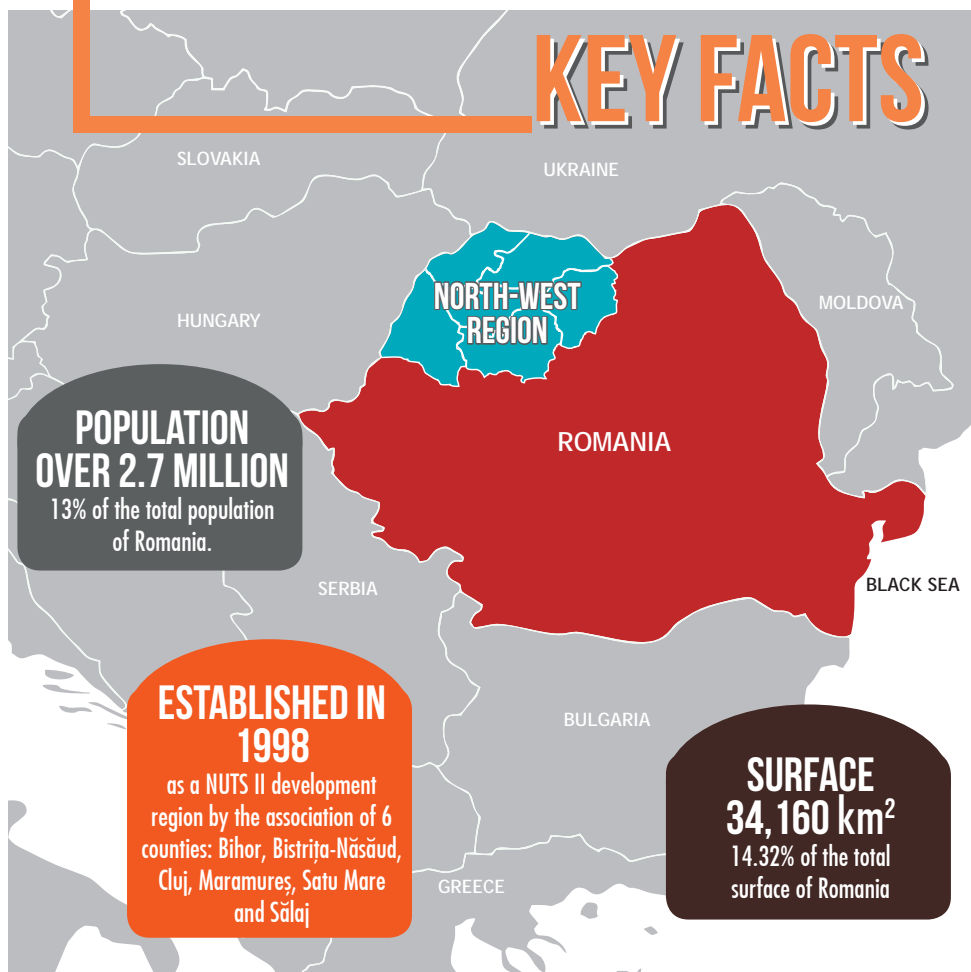 KEY FACTS
SLOVAKIA
UKRAINE
NORTH-WEST
REGION
MOLDOVA
HUNGARY
POPULATION
OVER 2.7 MILLION
13% of the total population
of Romania.
ROMANIA
SERBIA
BLACK SEA
ESTABLISHED IN
1998
as a NUTS II development
region by the association of 6
counties: Bihor, Bistrița-Năsăud,
Cluj, Maramureș, Satu Mare
and Sălaj
BULGARIA
SURFACE
34,160 km²
14.32% of the total
surface of Romania
GREECE